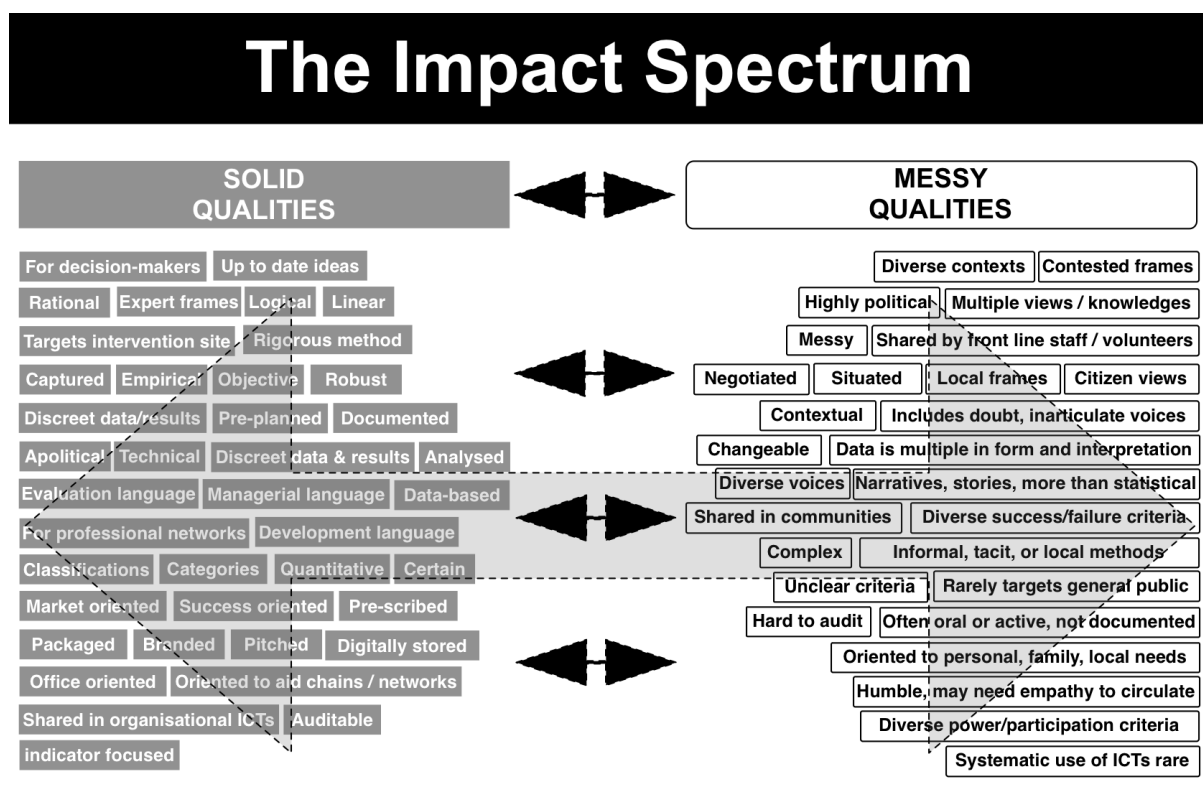 The Impact Spectrum
SOLID
QUALITIES
For decision-makers Up to date ideas
Rational Expert frames Logical Linear
Targets intervention site Rigorous method
Captured Empirical Objective Robust
Discreet data/results Pre-planned Documented
Apolitical Technical Discreet data & results Analysed
Evaluation language Managerial language Data-based
For professional networks Development language
Classifications Categories Quantitative Certain
Market oriented Success oriented Pre-scribed
Packaged Branded Pitched Digitally stored
Office oriented Oriented to aid chains / networks
Shared in organisational ICTs Auditable
indicator focused
MESSY
QUALITIES
Diverse contexts Contested frames
Highly political Multiple views / knowledges
Messy Shared by front line staff / volunteers
Negotiated Situated Local frames Citizen views
Contextual Includes doubt, inarticulate voices
Changeable Data is multiple in form and interpretation
Diverse voices Narratives, stories, more than statistical
Shared in communities Diverse success/failure criteria
Complex Informal, tacit, or local methods
Unclear criteria Rarely targets general public
Hard to audit Often oral or active, not documented
Oriented to personal, family, local needs
Humble, may need empathy to circulate
Diverse power/participation criteria
Systematic use of ICTs rare